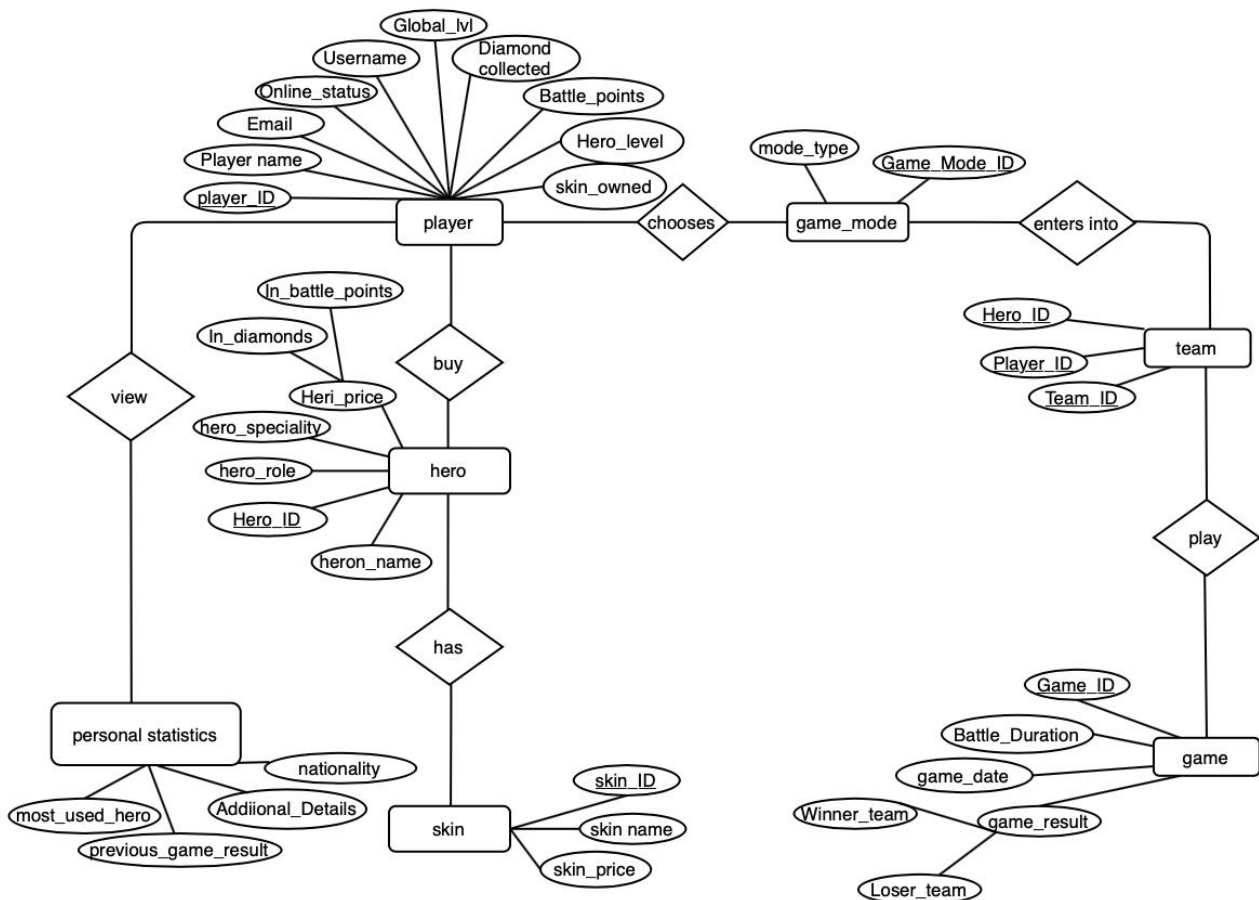 Global_lvl
Username
Diamond
collected
Online_status
Battle_points
Email
Hero_level
Player name
skin_owned
player_ID
mode_type
Game_Mode_ID
player
chooses
game_mode
enters into
In_battle_points
In_diamonds
Heri_price
buy
view
hero_speciality
hero_role
hero
Hero_ID
heron_name
Hero_ID
Player_ID
team
Team_ID
play
has
Game_ID
Battle_Duration
game
game_date
game_result
Winner_team
Loser_team
personal statistics
nationality
most_used_hero
Addiional_Details
previous_game_result
skin
skin_ID
skin name
skin_price